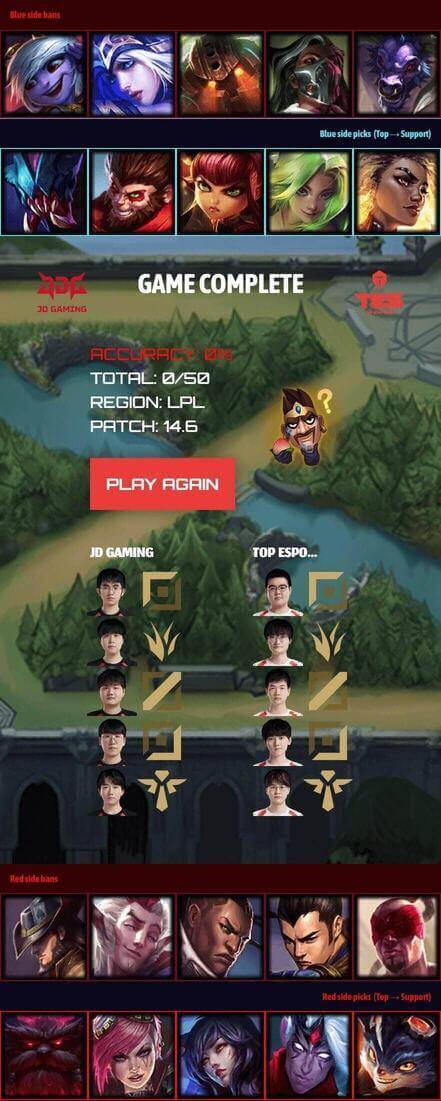 Blue side bans
Blue side picks (Top → Support)
JD GAMING
GAME COMPLETE
TES
ACCURACY: 0%
TOTAL: 0/50
REGION: LPL
PATCH: 14.6
PLAY AGAIN
JD GAMING
TOP ESPO...
Red side bans
Red side picks (Top → Support)